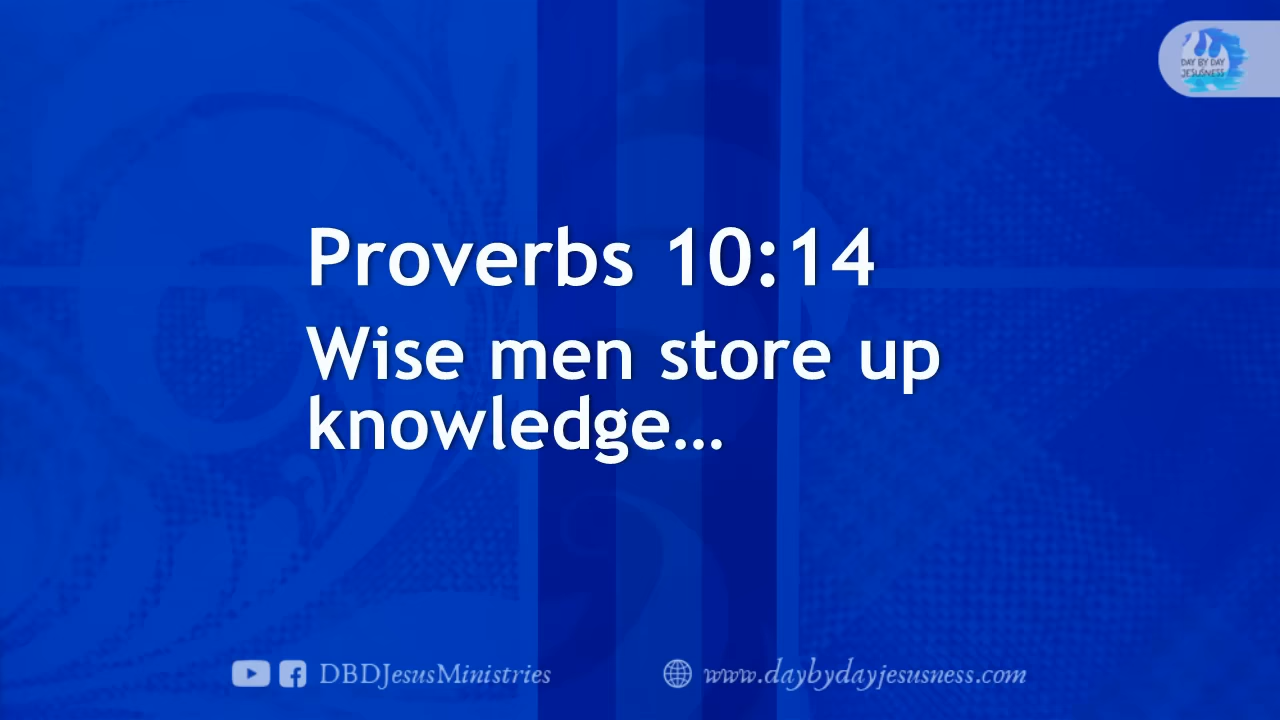 DAY BY DAY
JESUSNESS
Proverbs 10:14
Wise men store up
knowledge…
DBDJesusMinistries
www.daybydayjesusness.com